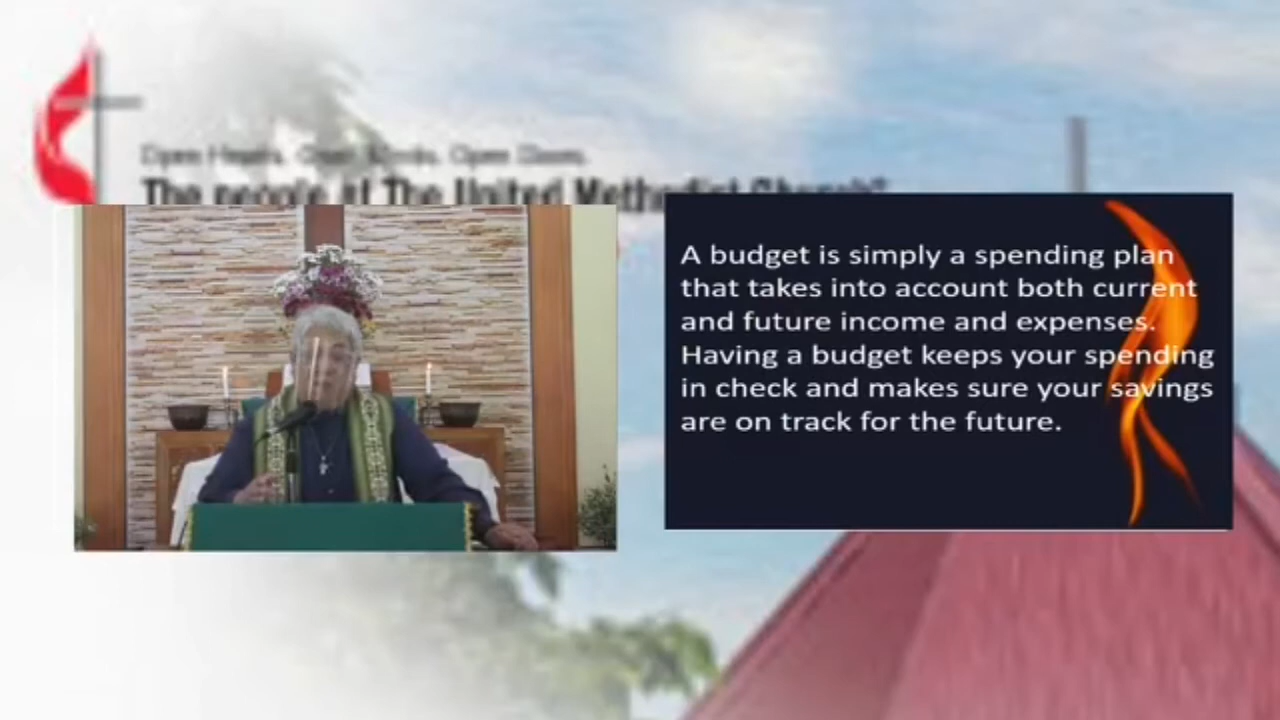 Open Hearts. Open Minds. Open Doors.
The people of The United Methodist Church
A budget is simply a spending plan
that takes into account both current
and future income and expenses.
Having a budget keeps your spending
in check and makes sure your savings
are on track for the future.